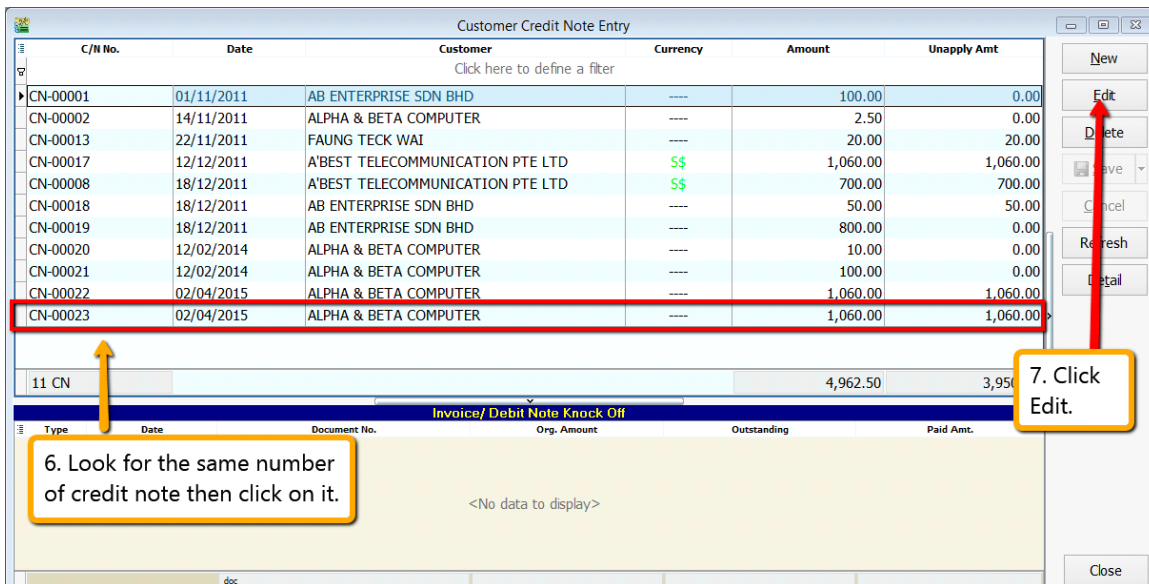 Customer Credit Note Entry
C/N No. Date Customer Currency Amount Unapply Amt
Click here to define a filter
CN-00001 01/11/2011 AB ENTERPRISE SDN BHD ---- 100.00 0.00
CN-00002 14/11/2011 ALPHA & BETA COMPUTER ---- 2.50 0.00
CN-00013 22/11/2011 FAUNG TECK WAI ---- 20.00 20.00
CN-00017 12/12/2011 A'BEST TELECOMMUNICATION PTE LTD S$ 1,060.00 1,060.00
CN-00008 18/12/2011 A'BEST TELECOMMUNICATION PTE LTD S$ 700.00 700.00
CN-00018 18/12/2011 AB ENTERPRISE SDN BHD ---- 50.00 50.00
CN-00019 18/12/2011 AB ENTERPRISE SDN BHD ---- 800.00 0.00
CN-00020 12/02/2014 ALPHA & BETA COMPUTER ---- 10.00 0.00
CN-00021 12/02/2014 ALPHA & BETA COMPUTER ---- 100.00 0.00
CN-00022 02/04/2015 ALPHA & BETA COMPUTER ---- 1,060.00 1,060.00
CN-00023 02/04/2015 ALPHA & BETA COMPUTER ---- 1,060.00 1,060.00
11 CN 4,962.50 3,95
New
Edit
Delete
Save
Cancel
Refresh
Detail
7. Click
Edit.
Invoice/ Debit Note Knock Off
Type Date Document No. Org. Amount Outstanding Paid Amt.
6. Look for the same number
of credit note then click on it.
<No data to display>
doc
Close